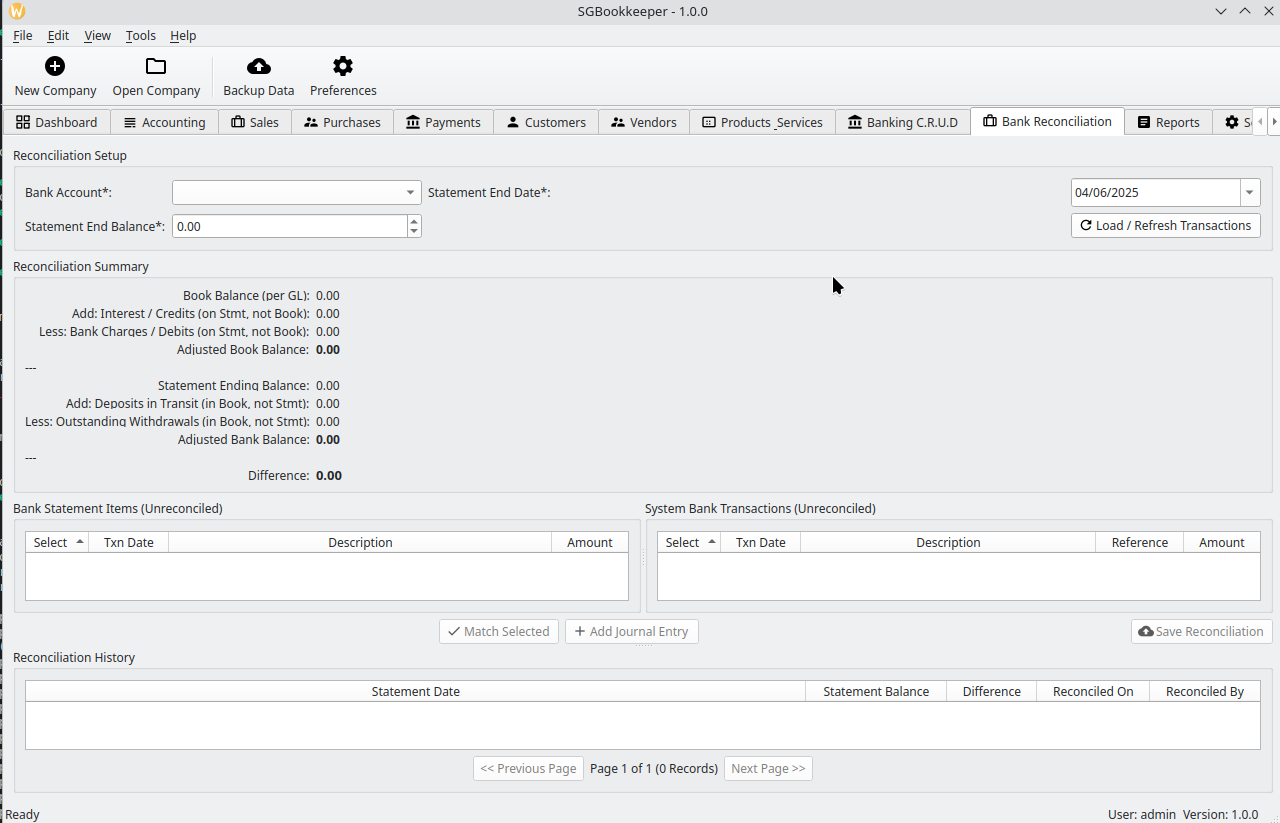 SGBookkeeper - 1.0.0
File Edit View Tools Help
New Company Open Company Backup Data Preferences
Dashboard Accounting Sales Purchases Payments Customers Vendors Products _Services Banking C.R.U.D Bank Reconciliation Reports
Reconciliation Setup
Bank Account*: Statement End Date*: 04/06/2025
Statement End Balance*: 0.00 Load / Refresh Transactions
Reconciliation Summary
Book Balance (per GL): 0.00
Add: Interest / Credits (on Stmt, not Book): 0.00
Less: Bank Charges / Debits (on Stmt, not Book): 0.00
Adjusted Book Balance: 0.00
---
Statement Ending Balance: 0.00
Add: Deposits in Transit (in Book, not Stmt): 0.00
Less: Outstanding Withdrawals (in Book, not Stmt): 0.00
Adjusted Bank Balance: 0.00
---
Difference: 0.00
Bank Statement Items (Unreconciled) System Bank Transactions (Unreconciled)
Select Txn Date Description Amount Select Txn Date Description Reference Amount
Match Selected Add Journal Entry Save Reconciliation
Reconciliation History
Statement Date Statement Balance Difference Reconciled On Reconciled By
<< Previous Page Page 1 of 1 (0 Records) Next Page >>
Ready User: admin Version: 1.0.0